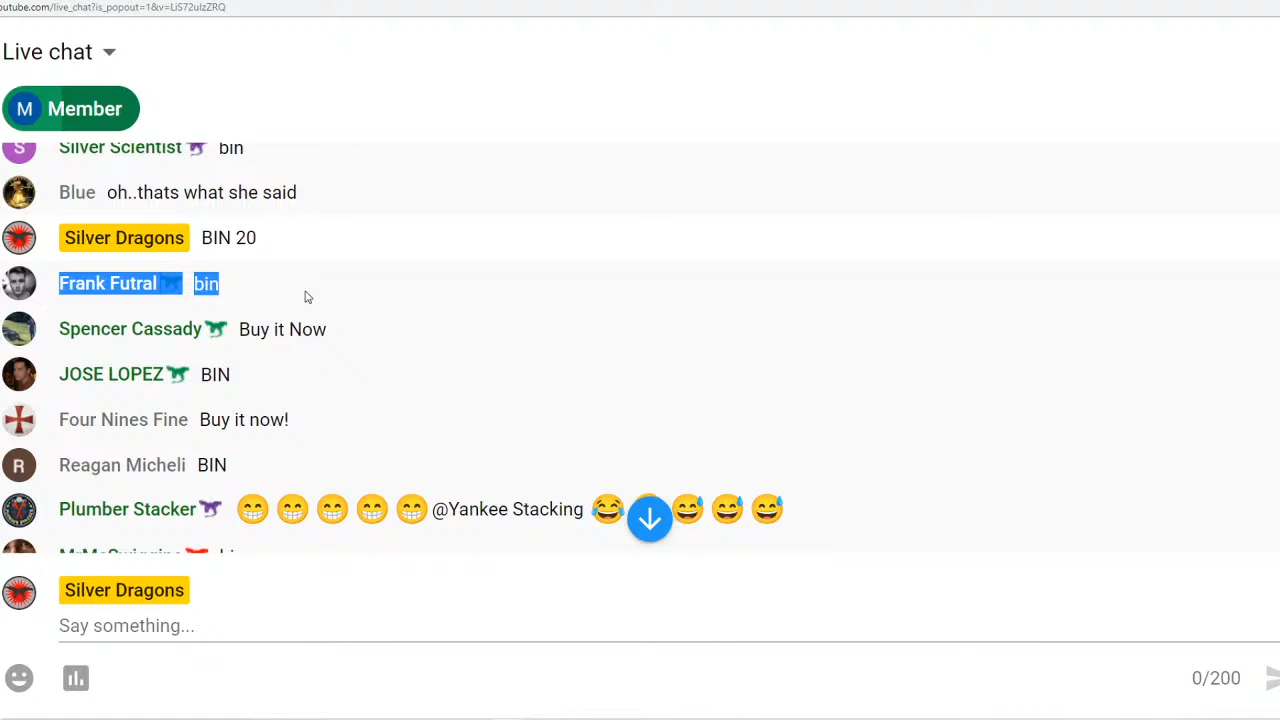 outube.com/live_chat?is_popout=1&v=LiS72uIzZRQ
Live chat
M Member
S Silver Scientist bin
Blue oh..thats what she said
Silver Dragons BIN 20
Frank Futral bin
Spencer Cassady Buy it Now
JOSE LOPEZ BIN
Four Nines Fine Buy it now!
R Reagan Micheli BIN
Plumber Stacker 😁😁😁😁😁@Yankee Stacking 😂😅😅😅
Silver Dragons
Say something...
0/200